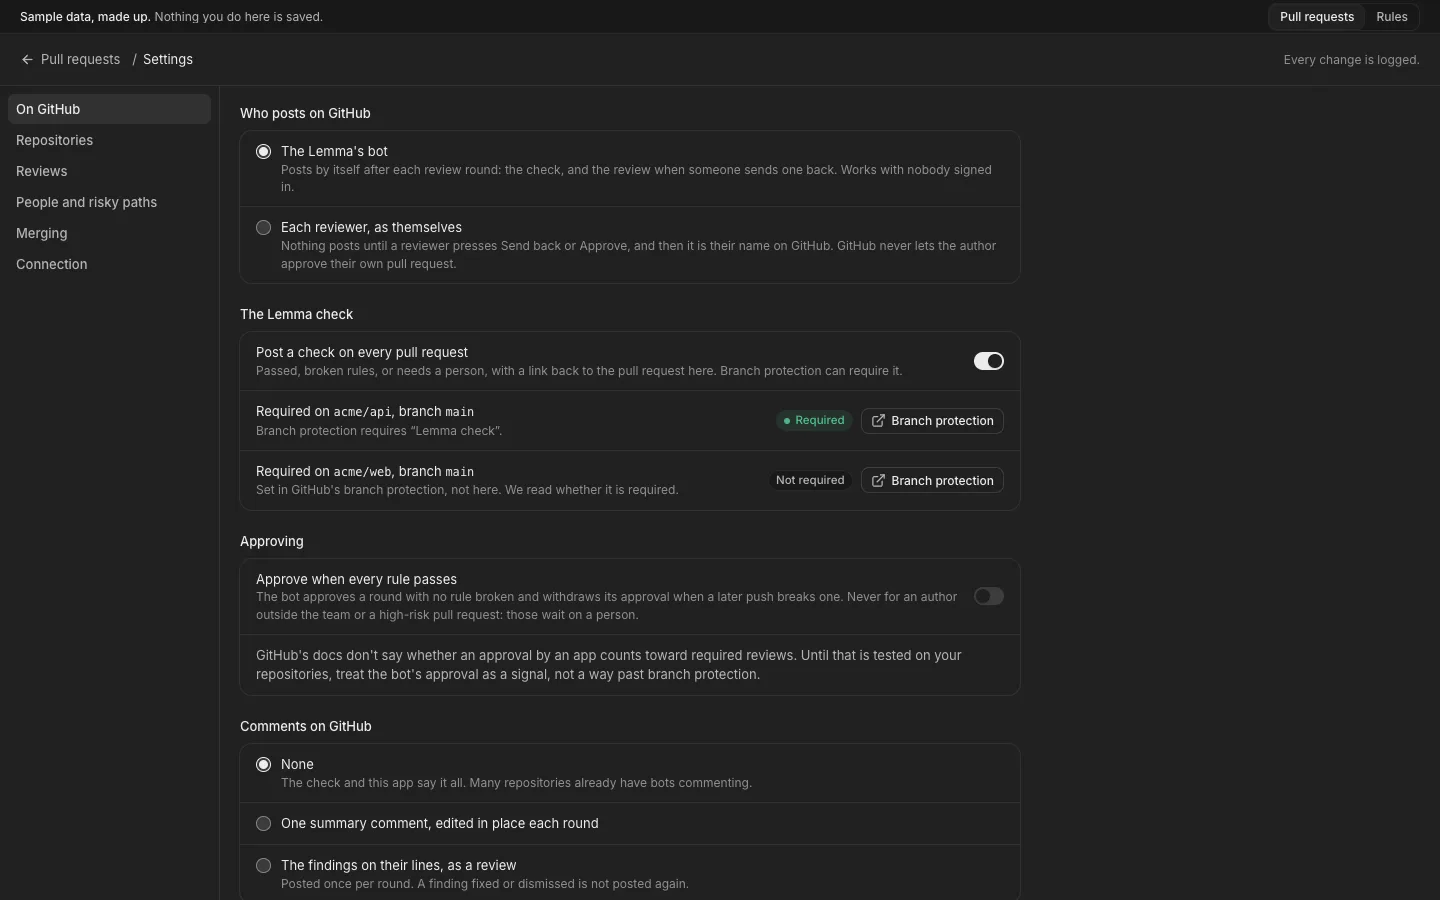 Sample data, made up. Nothing you do here is saved.
Pull requests
Rules
Pull requests / Settings
Every change is logged.
On GitHub
Repositories
Reviews
People and risky paths
Merging
Connection
Who posts on GitHub
The Lemma's bot
Posts by itself after each review round: the check, and the review when someone sends one back. Works with nobody signed
in.
Each reviewer, as themselves
Nothing posts until a reviewer presses Send back or Approve, and then it is their name on GitHub. GitHub never lets the author
approve their own pull request.
The Lemma check
Post a check on every pull request
Passed, broken rules, or needs a person, with a link back to the pull request here. Branch protection can require it.
Required on acme/api, branch main
Branch protection requires “Lemma check”.
Required
Branch protection
Required on acme/web, branch main
Set in GitHub's branch protection, not here. We read whether it is required.
Not required
Branch protection
Approving
Approve when every rule passes
The bot approves a round with no rule broken and withdraws its approval when a later push breaks one. Never for an author
outside the team or a high-risk pull request: those wait on a person.
GitHub's docs don't say whether an approval by an app counts toward required reviews. Until that is tested on your
repositories, treat the bot's approval as a signal, not a way past branch protection.
Comments on GitHub
None
The check and this app say it all. Many repositories already have bots commenting.
One summary comment, edited in place each round
The findings on their lines, as a review
Posted once per round. A finding fixed or dismissed is not posted again.